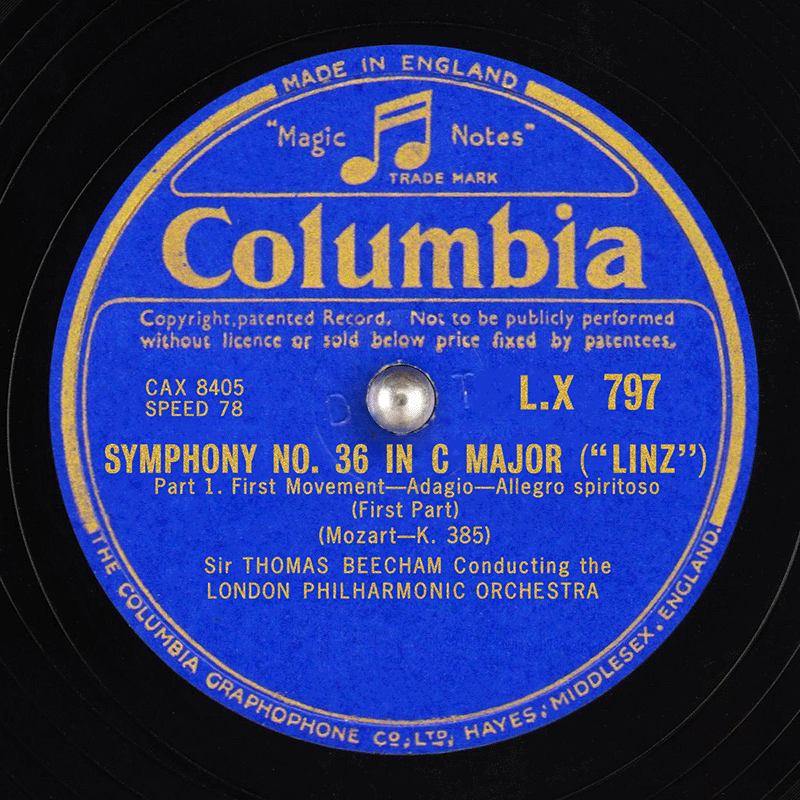 MADE IN ENGLAND
"Magic Notes"
TRADE MARK
Columbia
Copyright, patented Record. Not to be publicly performed
without licence or sold below price fixed by patentees.
CAX 8405
SPEED 78
L.X 797
SYMPHONY NO. 36 IN C MAJOR ("LINZ")
Part 1. First Movement—Adagio—Allegro spiritoso
(First Part)
(Mozart—K. 385)
Sir THOMAS BEECHAM Conducting the
LONDON PHILHARMONIC ORCHESTRA
THE COLUMBIA GRAPHOPHONE CO., LTD., HAYES, MIDDLESEX, ENGLAND.